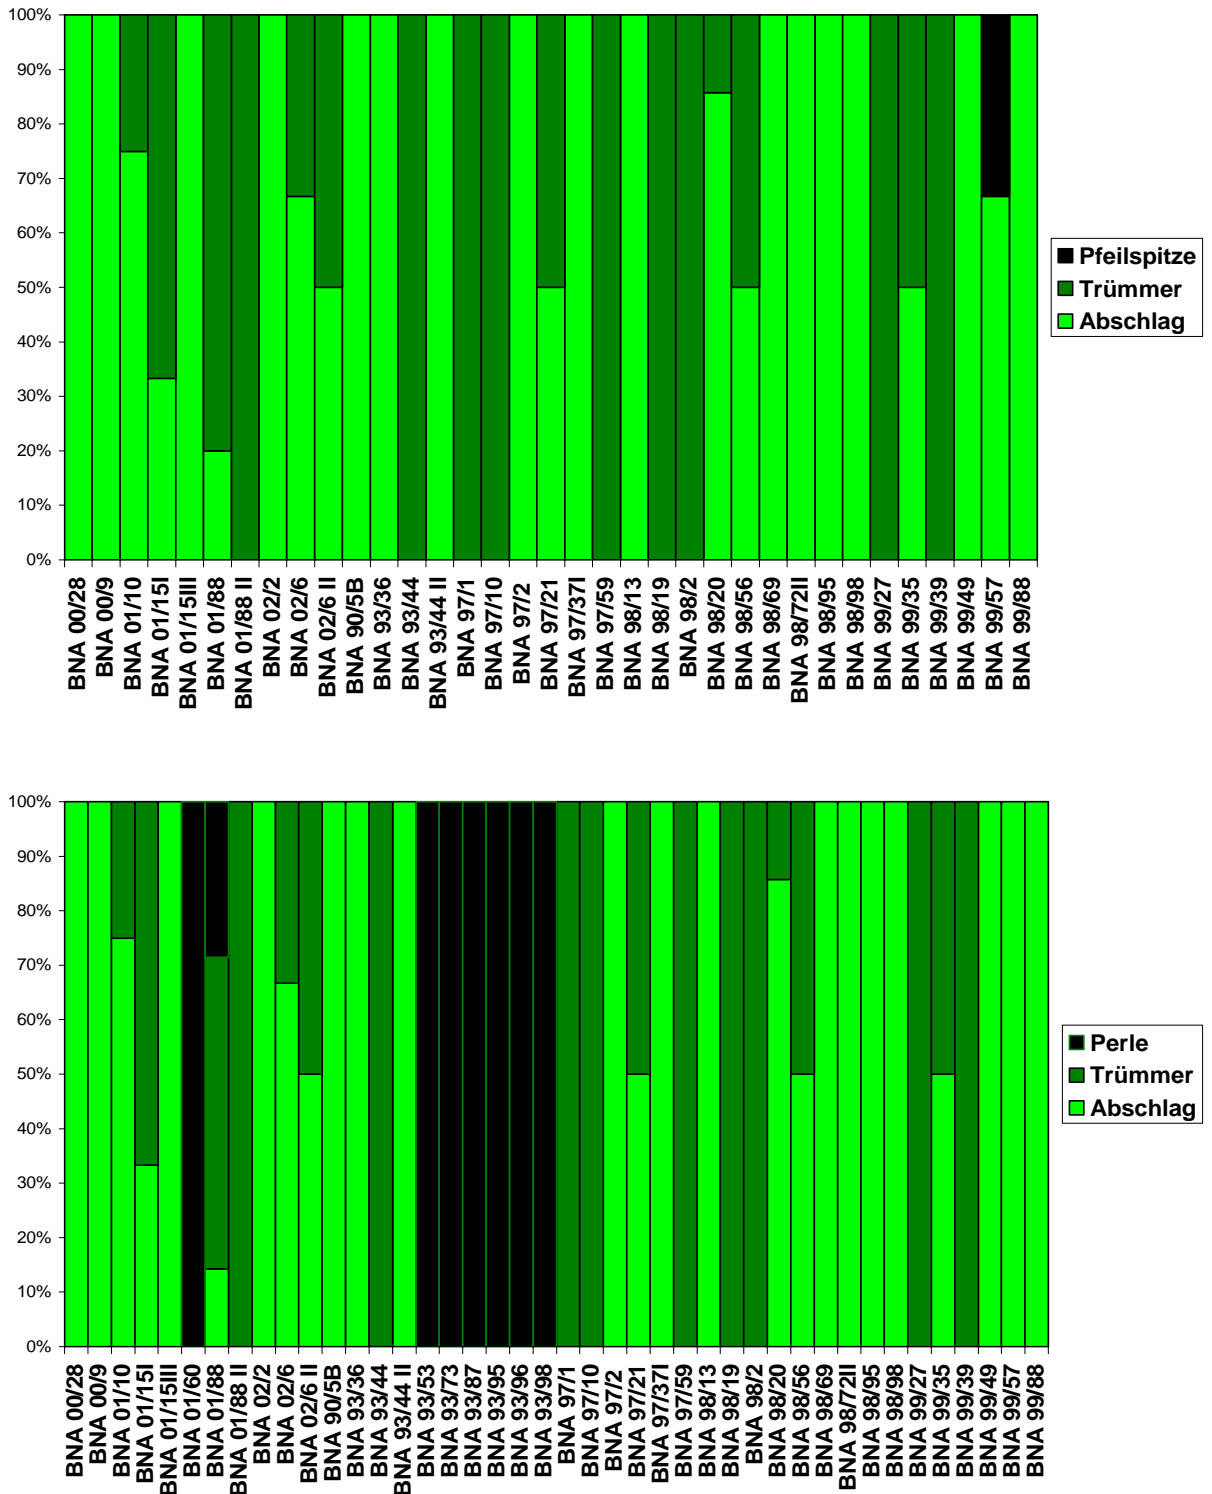 100%
90%
80%
70%
60%
50%
40%
30%
20%
10%
0%
BNA 00/28
BNA 00/9
BNA 01/10
BNA 01/15I
BNA 01/15III
BNA 01/88
BNA 01/88 II
BNA 02/2
BNA 02/6
BNA 02/6 II
BNA 90/5B
BNA 93/36
BNA 93/44
BNA 93/44 II
BNA 97/1
BNA 97/10
BNA 97/2
BNA 97/21
BNA 97/37I
BNA 97/59
BNA 98/13
BNA 98/19
BNA 98/2
BNA 98/20
BNA 98/56
BNA 98/69
BNA 98/72II
BNA 98/95
BNA 98/98
BNA 99/27
BNA 99/35
BNA 99/39
BNA 99/49
BNA 99/57
BNA 99/88
Pfeilspitze
Trümmer
Abschlag
100%
90%
80%
70%
60%
50%
40%
30%
20%
10%
0%
BNA 00/28
BNA 00/9
BNA 01/10
BNA 01/15I
BNA 01/15III
BNA 01/60
BNA 01/88
BNA 01/88 II
BNA 02/2
BNA 02/6
BNA 02/6 II
BNA 90/5B
BNA 93/36
BNA 93/44
BNA 93/44 II
BNA 93/53
BNA 93/73
BNA 93/87
BNA 93/95
BNA 93/96
BNA 93/98
BNA 97/1
BNA 97/10
BNA 97/2
BNA 97/21
BNA 97/37I
BNA 97/59
BNA 98/13
BNA 98/19
BNA 98/2
BNA 98/20
BNA 98/56
BNA 98/69
BNA 98/72II
BNA 98/95
BNA 98/98
BNA 99/27
BNA 99/35
BNA 99/39
BNA 99/49
BNA 99/57
BNA 99/88
Perle
Trümmer
Abschlag